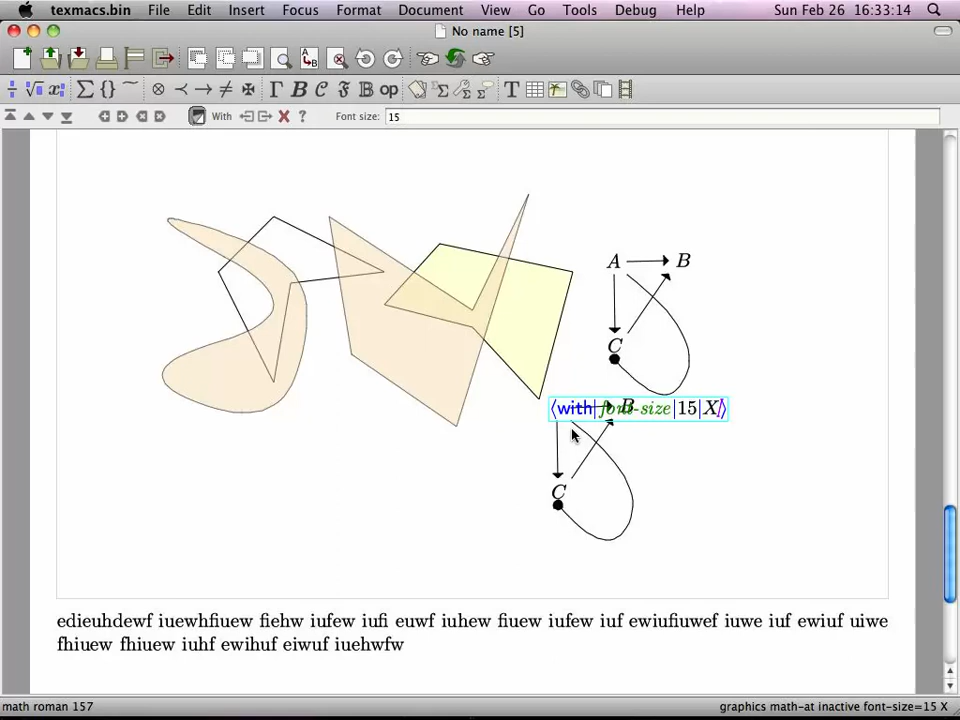 texmacs.bin File Edit Insert Focus Format Document View Go Tools Debug Help Sun Feb 26 16:33:14
No name [5]
Γ B C F B op T
With ? Font size: 15
A B
C
⟨with|font-size|15|X⟩ B
C
edieuhdewf iuewhfiuew fiehw iufew iufi euwf iuhew fiuew iufew iuf ewiufiuwef iuwe iuf ewiuf uiwe
fhiuew fhiuew iuhf ewihuf eiwuf iuehwfw
math roman 157 graphics math-at inactive font-size=15 X